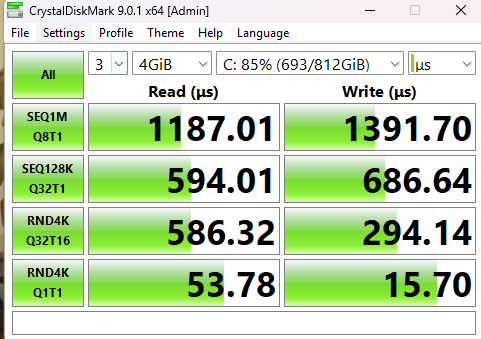 CrystalDiskMark 9.0.1 x64 [Admin]
File Settings Profile Theme Help Language
All 3 4GiB C: 85% (693/812GiB) µs
Read (µs) Write (µs)
SEQ1M
Q8T1
1187.01 1391.70
SEQ128K
Q32T1
594.01 686.64
RND4K
Q32T16
586.32 294.14
RND4K
Q1T1
53.78 15.70